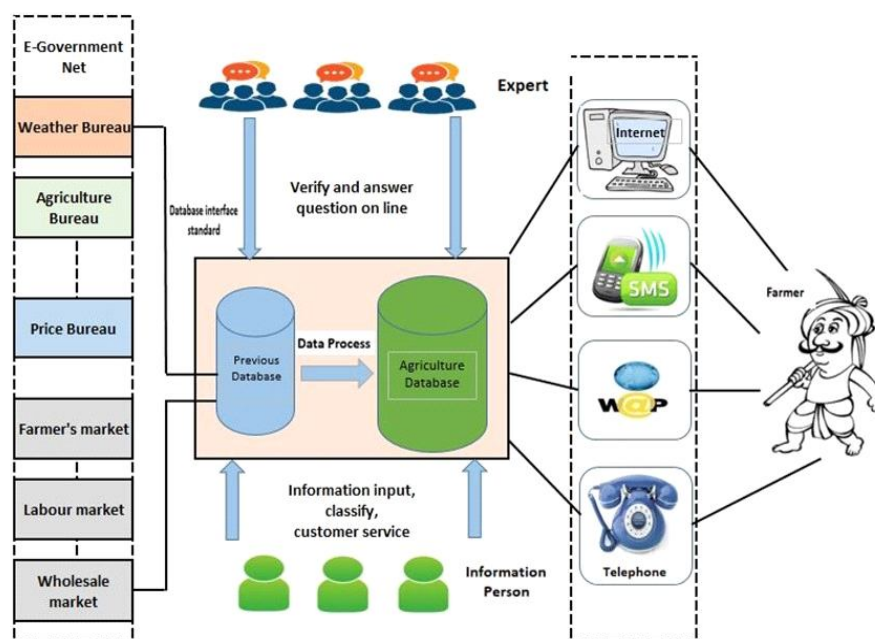 E-Government
Net
Weather Bureau
Agriculture
Bureau
Price Bureau
Farmer's market
Labour market
Wholesale
market
Expert
Verify and answer
question on line
Database interface
standard
Previous
Database
Data Process
Agriculture
Database
Information input,
classify,
customer service
Information
Person
Internet
SMS
W@P
Telephone
Farmer